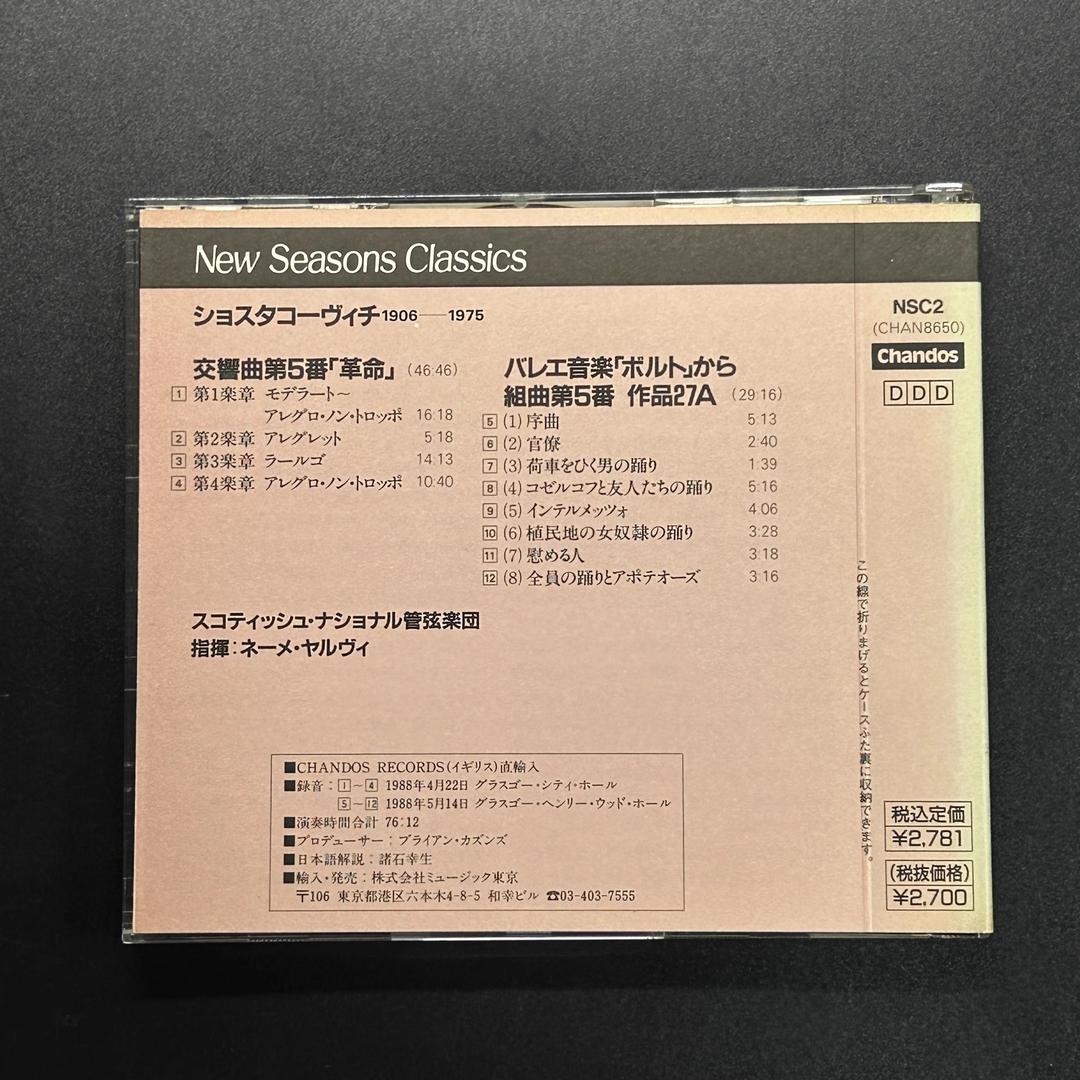 New Seasons Classics
ショスタコーヴィチ1906——1975
交響曲第5番「革命」(46:46)
1 第1楽章 モデラート〜
アレグロ・ノン・トロッポ 16:18
2 第2楽章 アレグレット 5:18
3 第3楽章 ラールゴ 14:13
4 第4楽章 アレグロ・ノン・トロッポ 10:40
バレエ音楽「ボルト」から
組曲第5番 作品27A (29:16)
5 (1) 序曲 5:13
6 (2) 官僚 2:40
7 (3) 荷車をひく男の踊り 1:39
8 (4) コゼルコフと友人たちの踊り 5:16
9 (5) インテルメッツォ 4:06
10 (6) 植民地の女奴隷の踊り 3:28
11 (7) 慰める人 3:18
12 (8) 全員の踊りとアポテオーズ 3:16
スコティッシュ・ナショナル管弦楽団
指揮:ネーメ・ヤルヴィ
■CHANDOS RECORDS(イギリス)直輸入
■録音:1〜4 1988年4月22日 グラスゴー・シティ・ホール
5〜12 1988年5月14日 グラスゴー・ヘンリー・ウッド・ホール
■演奏時間合計 76:12
■プロデューサー:ブライアン・カズンズ
■日本語解説:諸石幸生
■輸入・発売:株式会社ミュージック東京
〒106 東京都港区六本木4-8-5 和幸ビル ☎03-403-7555
この線で折りまげるとケースふた裏に収納できます。
NSC2
(CHAN8650)
Chandos
DDD
税込定価
¥2,781
(税抜価格)
¥2,700